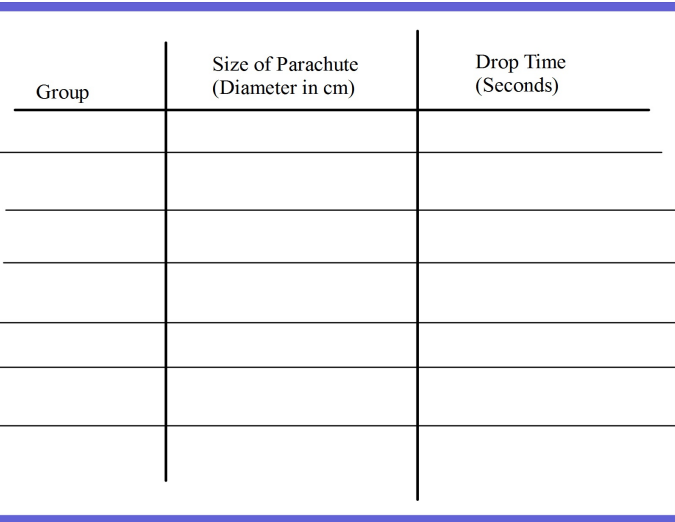 Group
Size of Parachute
(Diameter in cm)
Drop Time
(Seconds)